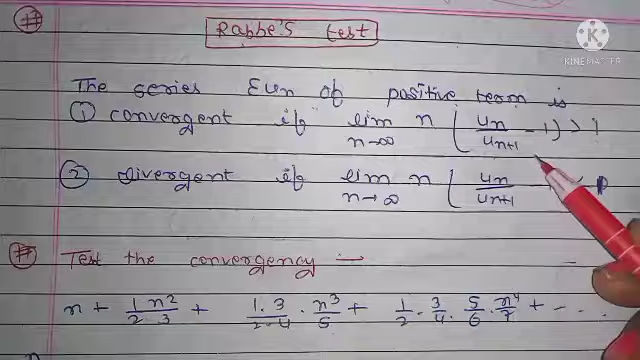 Rabbe's test
KINEMASTER
The series Σun of positive term is
① convergent if lim n→∞ n (un/un+1 - 1) > 1
② Divergent if lim n→∞ n (un/un+1
Test the convergency :-
x + 1/2 · x²/3 + 1.3/2.4 · x³/5 + 1/2 · 3/4 · 5/6 · x⁴/7 + - - - .